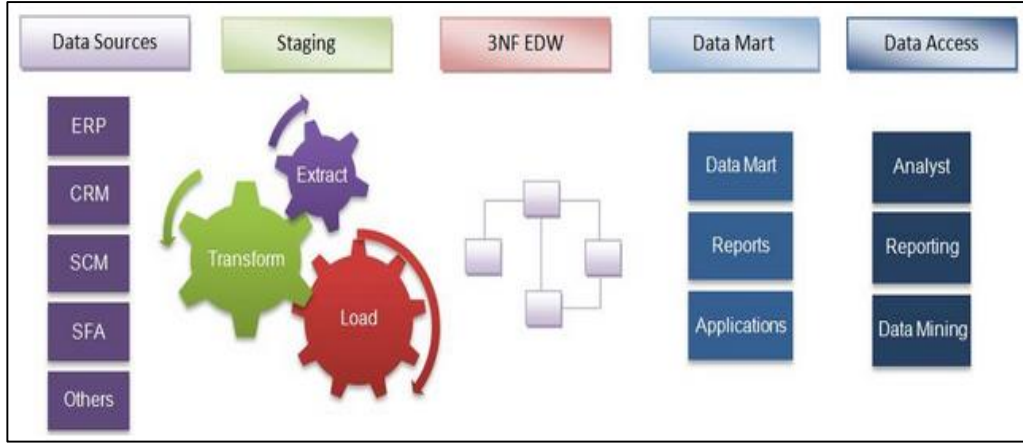 Data Sources
Staging
3NF EDW
Data Mart
Data Access
ERP
CRM
SCM
SFA
Others
Extract
Transform
Load
Data Mart
Reports
Applications
Analyst
Reporting
Data Mining